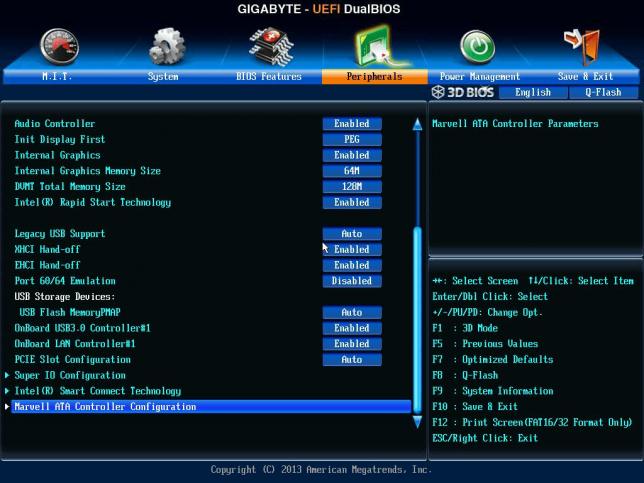 GIGABYTE - UEFI DualBIOS
M.I.T. System BIOS Features Peripherals Power Management Save & Exit
3D BIOS English Q-Flash
Audio Controller Enabled
Init Display First PEG
Internal Graphics Enabled
Internal Graphics Memory Size 64M
DVMT Total Memory Size 128M
Intel(R) Rapid Start Technology Enabled
Legacy USB Support Auto
XHCI Hand-off Enabled
EHCI Hand-off Enabled
Port 60/64 Emulation Disabled
USB Storage Devices:
USB Flash MemoryPMAP Auto
OnBoard USB3.0 Controller#1 Enabled
OnBoard LAN Controller#1 Enabled
PCIE Slot Configuration Auto
Super IO Configuration
Intel(R) Smart Connect Technology
Marvell ATA Controller Configuration
Marvell ATA Controller Parameters
→←: Select Screen ↑↓/Click: Select Item
Enter/Dbl Click: Select
+/-/PU/PD: Change Opt.
F1 : 3D Mode
F5 : Previous Values
F7 : Optimized Defaults
F8 : Q-Flash
F9 : System Information
F10 : Save & Exit
F12 : Print Screen(FAT16/32 Format Only)
ESC/Right Click: Exit
Copyright (C) 2013 American Megatrends, Inc.